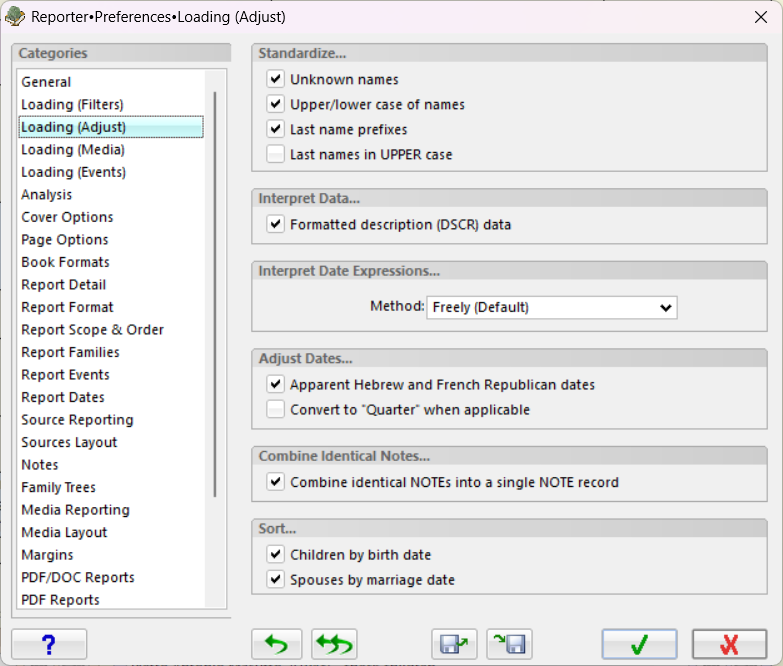 Reporter•Preferences•Loading (Adjust)
Categories
General
Loading (Filters)
Loading (Adjust)
Loading (Media)
Loading (Events)
Analysis
Cover Options
Page Options
Book Formats
Report Detail
Report Format
Report Scope & Order
Report Families
Report Events
Report Dates
Source Reporting
Sources Layout
Notes
Family Trees
Media Reporting
Media Layout
Margins
PDF/DOC Reports
PDF Reports
Standardize...
Unknown names
Upper/lower case of names
Last name prefixes
Last names in UPPER case
Interpret Data...
Formatted description (DSCR) data
Interpret Date Expressions...
Method: Freely (Default)
Adjust Dates...
Apparent Hebrew and French Republican dates
Convert to "Quarter" when applicable
Combine Identical Notes...
Combine identical NOTEs into a single NOTE record
Sort...
Children by birth date
Spouses by marriage date
?